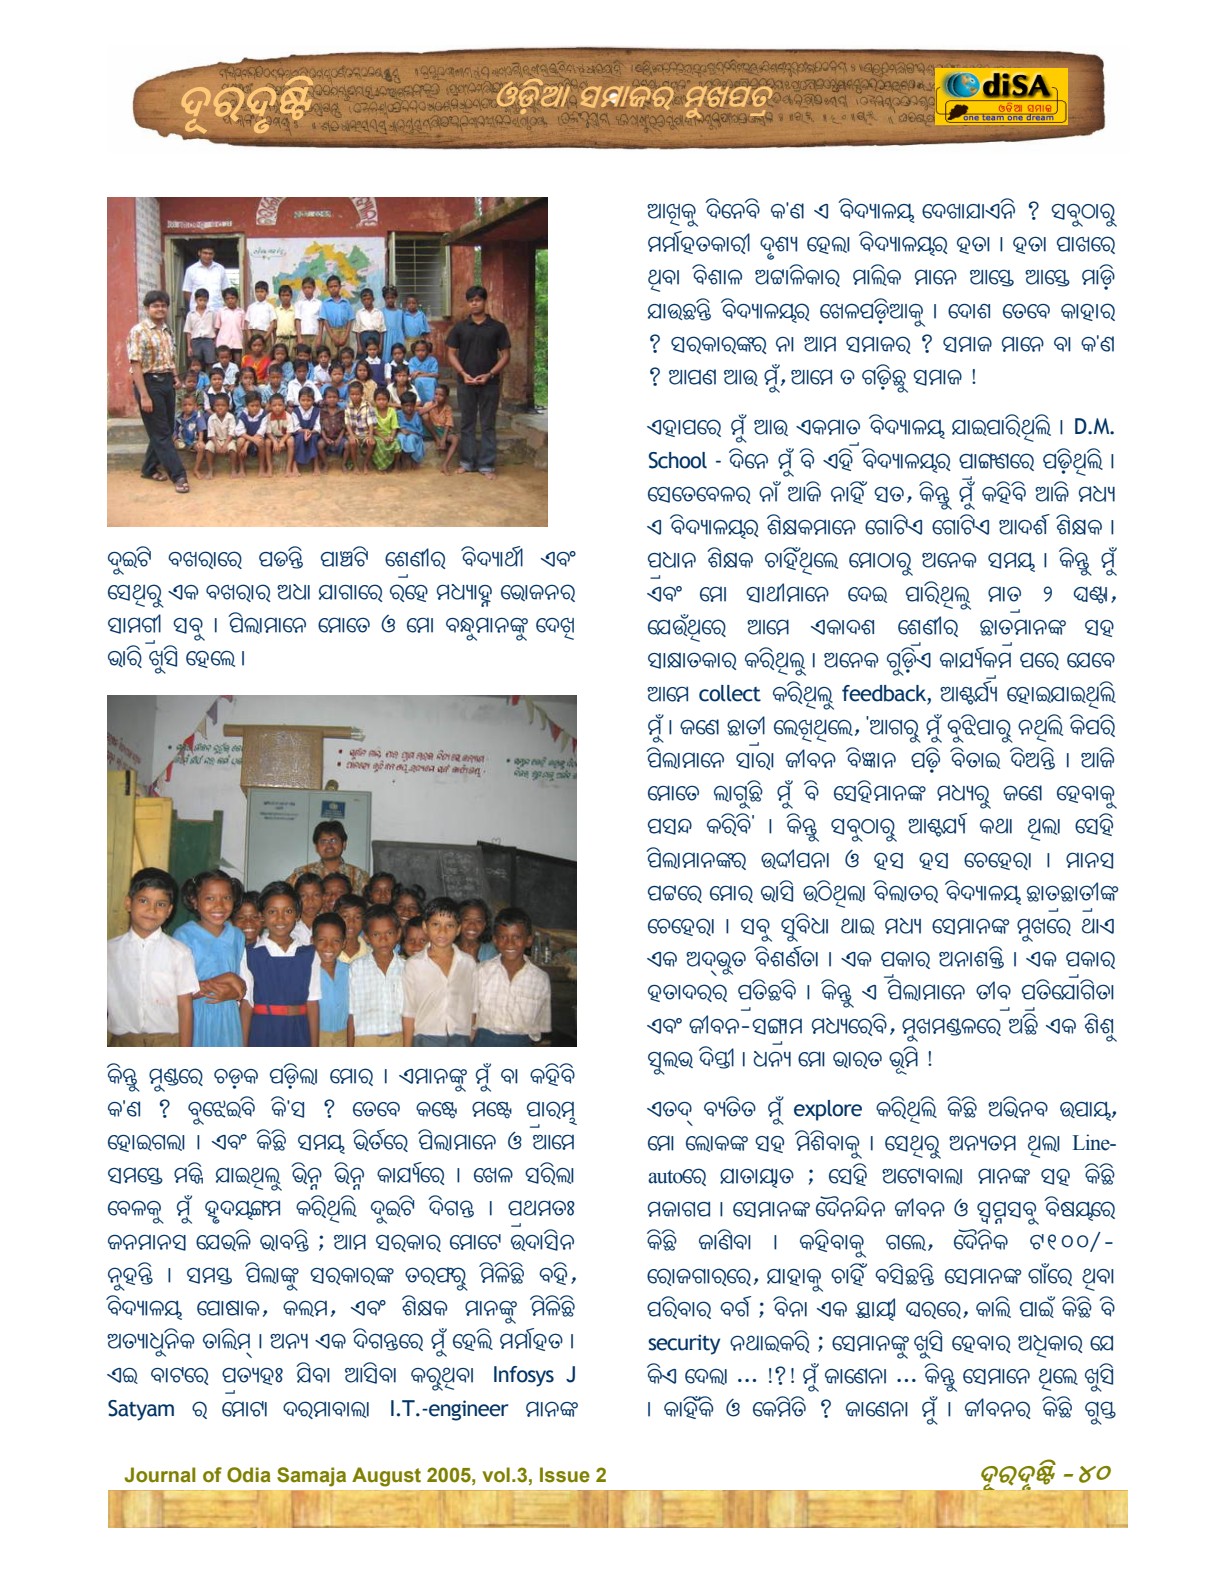 ଦୂରଦୃଷ୍ଟି
ଓଡ଼ିଆ ସମାଜର ମୁଖପତ୍ର
OdiSA
ଓଡ଼ିଆ ସମାଜ
one team one dream
ଦୁଇଟି ବଖରାରେ ପଡନ୍ତି ପାଞ୍ଚଟି ଶ୍ରେଣୀର ବିଦ୍ୟାର୍ଥୀ ଏବଂ
ସେଥିରୁ ଏକ ବଖରାର ଅଧା ଯାଗାରେ ରହେ ମଧ୍ୟାହ୍ନ ଭୋଜନର
ସାମଗ୍ରୀ ସବୁ । ପିଲାମାନେ ମୋତେ ଓ ମୋ ବନ୍ଧୁମାନଙ୍କୁ ଦେଖି
ଭାରି ଖୁସି ହେଲେ ।
କିନ୍ତୁ ମୁଣ୍ଡରେ ଚଡ଼କ ପଡ଼ିଲା ମୋର । ଏମାନଙ୍କୁ ମୁଁ ବା କହିବି
କ'ଣ ? ବୁଝେଇବି କି'ସ ? ତେବେ କଷ୍ଟେ ମଷ୍ଟେ ପ୍ରାରମ୍ଭ
ହୋଇଗଲା । ଏବଂ କିଛି ସମୟ ଭିର୍ତରେ ପିଲାମାନେ ଓ ଆମେ
ସମସ୍ତେ ମଜ୍ଜି ଯାଇଥିଲୁ ଭିନ୍ନ ଭିନ୍ନ କାର୍ଯ୍ୟରେ । ଖେଳ ସରିଲା
ବେଳକୁ ମୁଁ ହୃଦୟଙ୍ଗମ କରିଥିଲି ଦୁଇଟି ଦିଗନ୍ତ । ପ୍ରଥମତଃ
ଜନମାନସ ଯେଭଳି ଭାବନ୍ତି ; ଆମ ସରକାର ମୋଟେ ଉଦାସିନ
ନୁହନ୍ତି । ସମସ୍ତ ପିଲାଙ୍କୁ ସରକାରଙ୍କ ତରଫରୁ ମିଳିଛି ବହି,
ବିଦ୍ୟାଳୟ ପୋଷାକ, କଲମ, ଏବଂ ଶିକ୍ଷକ ମାନଙ୍କୁ ମିଳିଛି
ଅତ୍ୟାଧୁନିକ ତାଲିମ୍ । ଅନ୍ୟ ଏକ ଦିଗନ୍ତରେ ମୁଁ ହେଲି ମର୍ମାହତ ।
ଏଇ ବାଟରେ ପ୍ରତ୍ୟହଃ ଯିବା ଆସିବା କରୁଥିବା Infosys J
Satyam ର ମୋଟା ଦରମାବାଲା I.T.-engineer ମାନଙ୍କ
ଆଖିକୁ ଦିନେବି କ'ଣ ଏ ବିଦ୍ୟାଳୟ ଦେଖାଯାଏନି ? ସବୁଠାରୁ
ମର୍ମାହତକାରୀ ଦୃଶ୍ୟ ହେଲା ବିଦ୍ୟାଳୟର ହତା । ହତା ପାଖରେ
ଥିବା ବିଶାଳ ଅଟ୍ଟାଳିକାର ମାଲିକ ମାନେ ଆସ୍ତେ ଆସ୍ତେ ମାଡ଼ି
ଯାଉଛନ୍ତି ବିଦ୍ୟାଳୟର ଖେଳପଡ଼ିଆକୁ । ଦୋଶ ତେବେ କାହାର
? ସରକାରଙ୍କର ନା ଆମ ସମାଜର ? ସମାଜ ମାନେ ବା କ'ଣ
? ଆପଣ ଆଉ ମୁଁ, ଆମେ ତ ଗଢ଼ିଛୁ ସମାଜ !
ଏହାପରେ ମୁଁ ଆଉ ଏକମାତ୍ର ବିଦ୍ୟାଳୟ ଯାଇପାରିଥିଲି । D.M.
School - ଦିନେ ମୁଁ ବି ଏହି ବିଦ୍ୟାଳୟର ପ୍ରାଙ୍ଗଣରେ ପଢ଼ିଥିଲି ।
ସେତେବେଳର ନାଁ ଆଜି ନାହିଁ ସତ, କିନ୍ତୁ ମୁଁ କହିବି ଆଜି ମଧ୍ୟ
ଏ ବିଦ୍ୟାଳୟର ଶିକ୍ଷକମାନେ ଗୋଟିଏ ଗୋଟିଏ ଆଦର୍ଶ ଶିକ୍ଷକ ।
ପ୍ରଧାନ ଶିକ୍ଷକ ଚାହିଁଥିଲେ ମୋଠାରୁ ଅନେକ ସମୟ । କିନ୍ତୁ ମୁଁ
ଏବଂ ମୋ ସାଥୀମାନେ ଦେଇ ପାରିଥିଲୁ ମାତ୍ର ୨ ଘଣ୍ଟା,
ଯେଉଁଥିରେ ଆମେ ଏକାଦଶ ଶ୍ରେଣୀର ଛାତ୍ରମାନଙ୍କ ସହ
ସାକ୍ଷାତକାର କରିଥିଲୁ । ଅନେକ ଗୁଡ଼ିଏ କାର୍ଯ୍ୟକ୍ରମ ପରେ ଯେବେ
ଆମେ collect କରିଥିଲୁ feedback, ଆଶ୍ଚର୍ଯ୍ୟ ହୋଇଯାଇଥିଲି
ମୁଁ । ଜଣେ ଛାତ୍ରୀ ଲେଖିଥିଲେ, 'ଆଗରୁ ମୁଁ ବୁଝିପାରୁ ନଥିଲି କିପରି
ପିଲାମାନେ ସାରା ଜୀବନ ବିଜ୍ଞାନ ପଢ଼ି ବିତାଇ ଦିଅନ୍ତି । ଆଜି
ମୋତେ ଲାଗୁଛି ମୁଁ ବି ସେହିମାନଙ୍କ ମଧ୍ୟରୁ ଜଣେ ହେବାକୁ
ପସନ୍ଦ କରିବି' । କିନ୍ତୁ ସବୁଠାରୁ ଆଶ୍ଚର୍ଯ୍ୟ କଥା ଥିଲା ସେହି
ପିଲାମାନଙ୍କର ଉଦ୍ଦୀପନା ଓ ହସ ହସ ଚେହେରା । ମାନସ
ପଟ୍ଟରେ ମୋର ଭାସି ଉଠିଥିଲା ବିଲାତର ବିଦ୍ୟାଳୟ ଛାତ୍ରଛାତ୍ରୀଙ୍କ
ଚେହେରା । ସବୁ ସୁବିଧା ଥାଇ ମଧ୍ୟ ସେମାନଙ୍କ ମୁଖରେ ଥାଏ
ଏକ ଅଦ୍‌ଭୁତ ବିଶର୍ଣତା । ଏକ ପ୍ରକାର ଅନାଶକ୍ତି । ଏକ ପ୍ରକାର
ହତାଦରର ପ୍ରତିଛବି । କିନ୍ତୁ ଏ ପିଲାମାନେ ତୀବ୍ର ପ୍ରତିଯୋଗିତା
ଏବଂ ଜୀବନ-ସଙ୍ଗ୍ରାମ ମଧ୍ୟରେବି, ମୁଖମଣ୍ଡଳରେ ଅଛି ଏକ ଶିଶୁ
ସୁଲଭ ଦିପ୍ତୀ । ଧନ୍ୟ ମୋ ଭାରତ ଭୂମି !
ଏତଦ୍ ବ୍ୟତିତ ମୁଁ explore କରିଥିଲି କିଛି ଅଭିନବ ଉପାୟ,
ମୋ ଲୋକଙ୍କ ସହ ମିଶିବାକୁ । ସେଥିରୁ ଅନ୍ୟତମ ଥିଲା Line-
autoରେ ଯାତାୟାତ ; ସେହି ଅଟୋବାଲା ମାନଙ୍କ ସହ କିଛି
ମଜାଗପ । ସେମାନଙ୍କ ଦୈନନ୍ଦିନ ଜୀବନ ଓ ସ୍ୱପ୍ନସବୁ ବିଷୟରେ
କିଛି ଜାଣିବା । କହିବାକୁ ଗଲେ, ଦୈନିକ ଟ୧୦୦/-
ରୋଜଗାରରେ, ଯାହାକୁ ଚାହିଁ ବସିଛନ୍ତି ସେମାନଙ୍କ ଗାଁରେ ଥିବା
ପରିବାର ବର୍ଗ ; ବିନା ଏକ ସ୍ଥାୟୀ ଘରରେ, କାଲି ପାଇଁ କିଛି ବି
security ନଥାଇକରି ; ସେମାନଙ୍କୁ ଖୁସି ହେବାର ଅଧିକାର ଯେ
କିଏ ଦେଲା ... !?! ମୁଁ ଜାଣେନା ... କିନ୍ତୁ ସେମାନେ ଥିଲେ ଖୁସି
। କାହିଁକି ଓ କେମିତି ? ଜାଣେନା ମୁଁ । ଜୀବନର କିଛି ଗୁପ୍ତ
Journal of Odia Samaja August 2005, vol.3, Issue 2
ଦୂରଦୃଷ୍ଟି - ୪୦